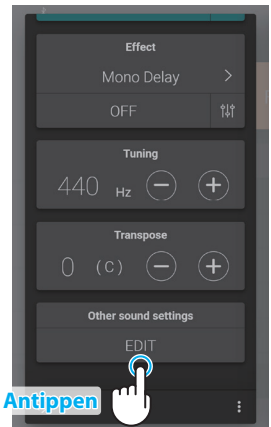 Effect
Mono Delay >
OFF
Tuning
440 Hz − +
Transpose
0 (C) − +
Other sound settings
EDIT
Antippen